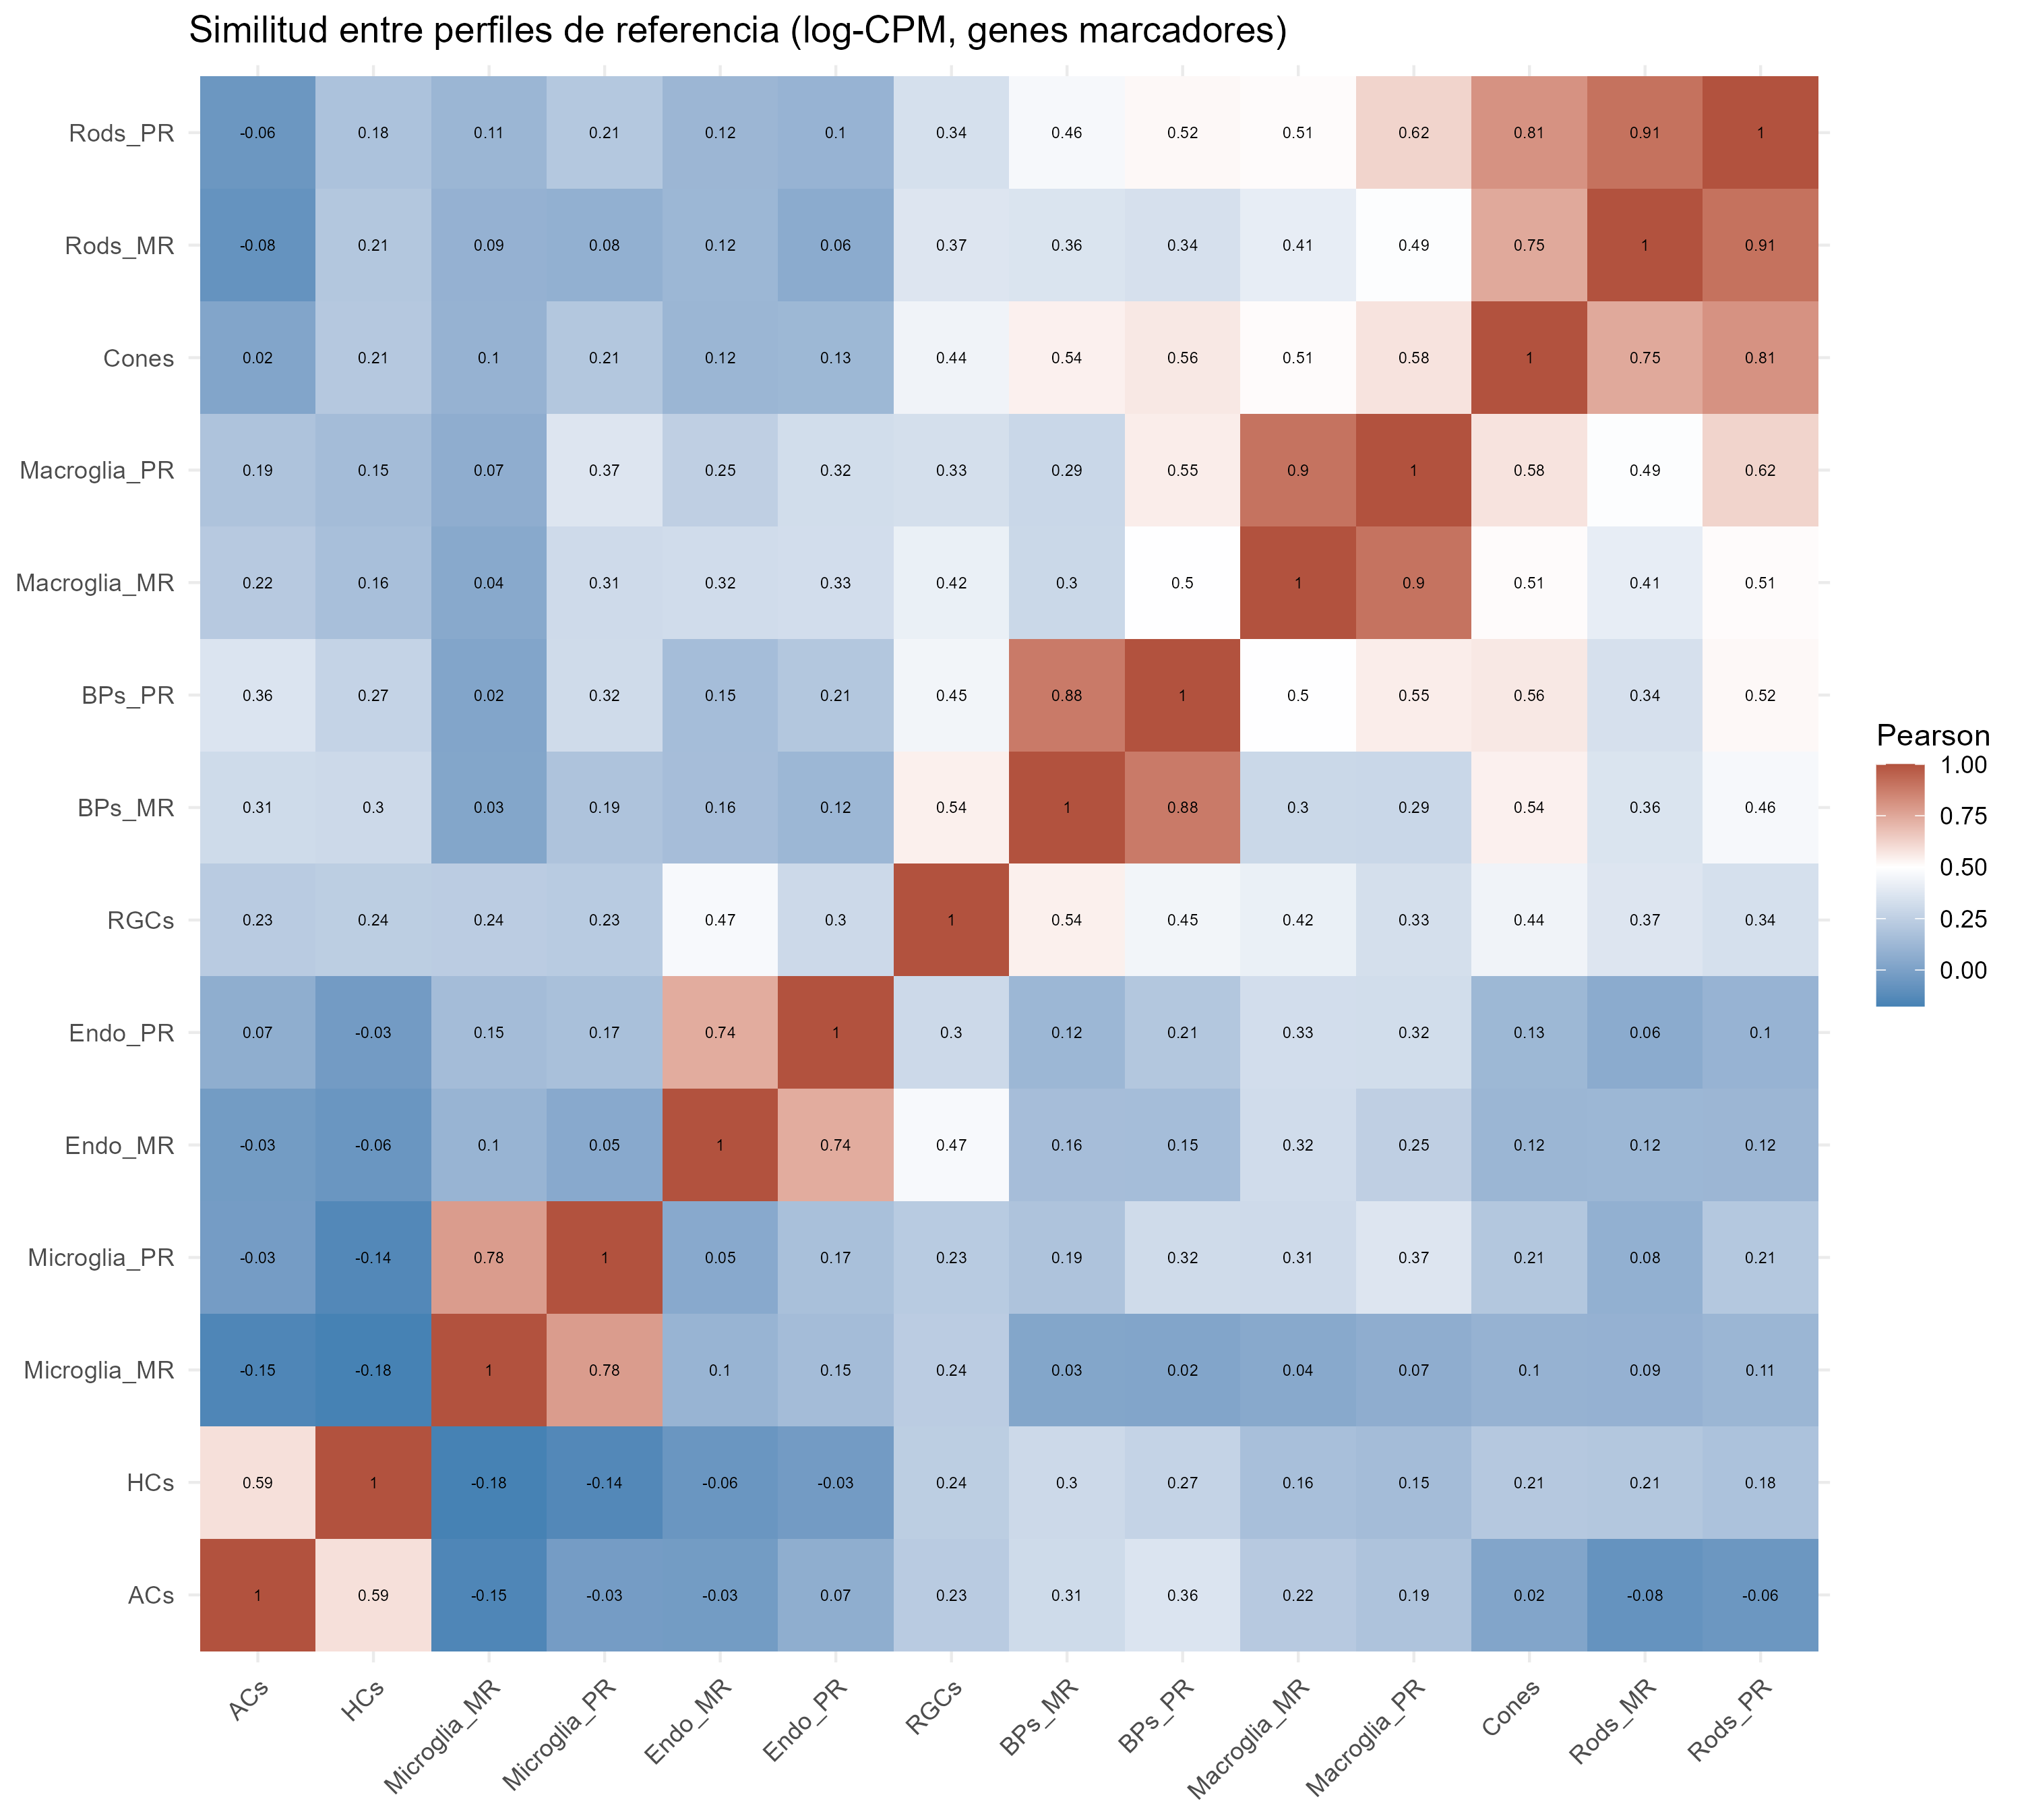 Similitud entre perfiles de referencia (log-CPM, genes marcadores)
Rods_PR -0.06 0.18 0.11 0.21 0.12 0.1 0.34 0.46 0.52 0.51 0.62 0.81 0.91 1
Rods_MR -0.08 0.21 0.09 0.08 0.12 0.06 0.37 0.36 0.34 0.41 0.49 0.75 1 0.91
Cones 0.02 0.21 0.1 0.21 0.12 0.13 0.44 0.54 0.56 0.51 0.58 1 0.75 0.81
Macroglia_PR 0.19 0.15 0.07 0.37 0.25 0.32 0.33 0.29 0.55 0.9 1 0.58 0.49 0.62
Macroglia_MR 0.22 0.16 0.04 0.31 0.32 0.33 0.42 0.3 0.5 1 0.9 0.51 0.41 0.51
BPs_PR 0.36 0.27 0.02 0.32 0.15 0.21 0.45 0.88 1 0.5 0.55 0.56 0.34 0.52
BPs_MR 0.31 0.3 0.03 0.19 0.16 0.12 0.54 1 0.88 0.3 0.29 0.54 0.36 0.46
RGCs 0.23 0.24 0.24 0.23 0.47 0.3 1 0.54 0.45 0.42 0.33 0.44 0.37 0.34
Endo_PR 0.07 -0.03 0.15 0.17 0.74 1 0.3 0.12 0.21 0.33 0.32 0.13 0.06 0.1
Endo_MR -0.03 -0.06 0.1 0.05 1 0.74 0.47 0.16 0.15 0.32 0.25 0.12 0.12 0.12
Microglia_PR -0.03 -0.14 0.78 1 0.05 0.17 0.23 0.19 0.32 0.31 0.37 0.21 0.08 0.21
Microglia_MR -0.15 -0.18 1 0.78 0.1 0.15 0.24 0.03 0.02 0.04 0.07 0.1 0.09 0.11
HCs 0.59 1 -0.18 -0.14 -0.06 -0.03 0.24 0.3 0.27 0.16 0.15 0.21 0.21 0.18
ACs 1 0.59 -0.15 -0.03 -0.03 0.07 0.23 0.31 0.36 0.22 0.19 0.02 -0.08 -0.06
ACs HCs Microglia_MR Microglia_PR Endo_MR Endo_PR RGCs BPs_MR BPs_PR Macroglia_MR Macroglia_PR Cones Rods_MR Rods_PR
Pearson
1.00
0.75
0.50
0.25
0.00